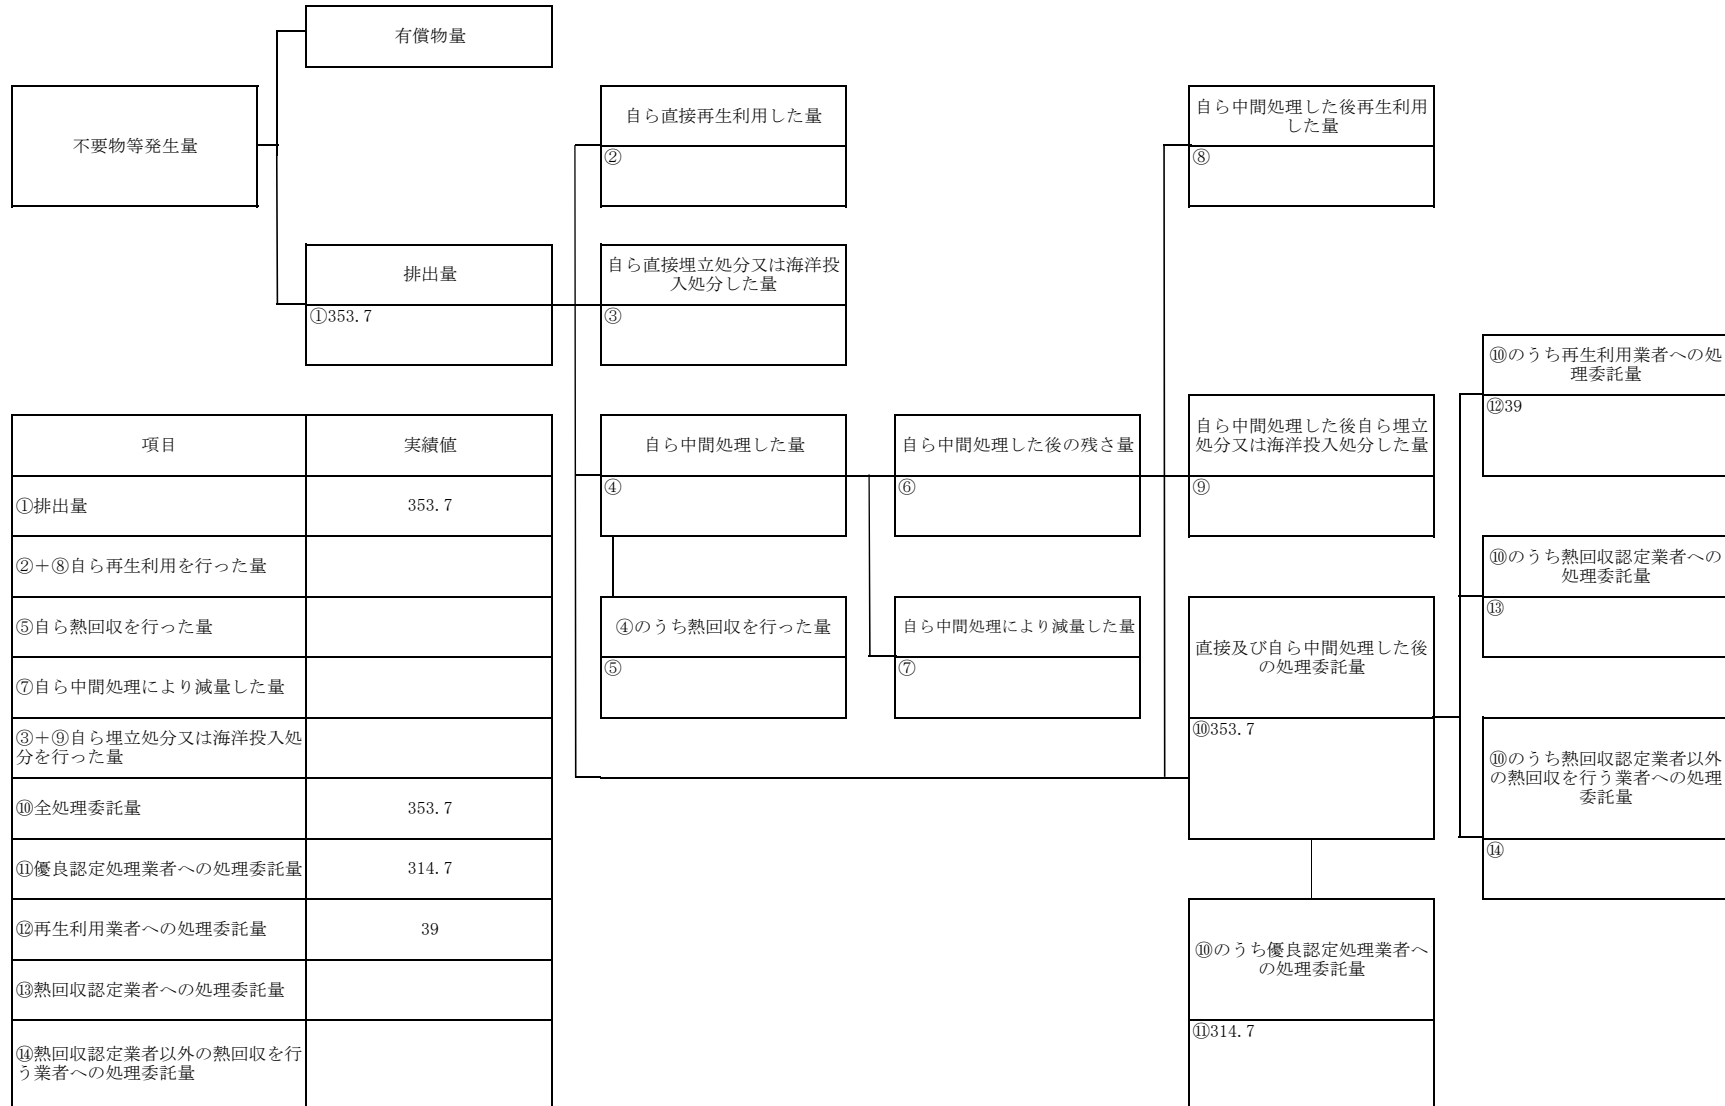 有償物量
不要物等発生量
自ら直接再生利用した量
②
自ら中間処理した後再生利用
した量
⑧
排出量
①353.7
自ら直接埋立処分又は海洋投
入処分した量
③
⑩のうち再生利用業者への処
理委託量
⑫39
自ら中間処理した量
④
自ら中間処理した後の残さ量
⑥
自ら中間処理した後自ら埋立
処分又は海洋投入処分した量
⑨
⑩のうち熱回収認定業者への
処理委託量
⑬
④のうち熱回収を行った量
⑤
自ら中間処理により減量した量
⑦
直接及び自ら中間処理した後
の処理委託量
⑩353.7
⑩のうち熱回収認定業者以外
の熱回収を行う業者への処理
委託量
⑭
⑩のうち優良認定処理業者へ
の処理委託量
⑪314.7
項目 実績値
①排出量 353.7
②+⑧自ら再生利用を行った量
⑤自ら熱回収を行った量
⑦自ら中間処理により減量した量
③+⑨自ら埋立処分又は海洋投入処
分を行った量
⑩全処理委託量 353.7
⑪優良認定処理業者への処理委託量 314.7
⑫再生利用業者への処理委託量 39
⑬熱回収認定業者への処理委託量
⑭熱回収認定業者以外の熱回収を行
う業者への処理委託量